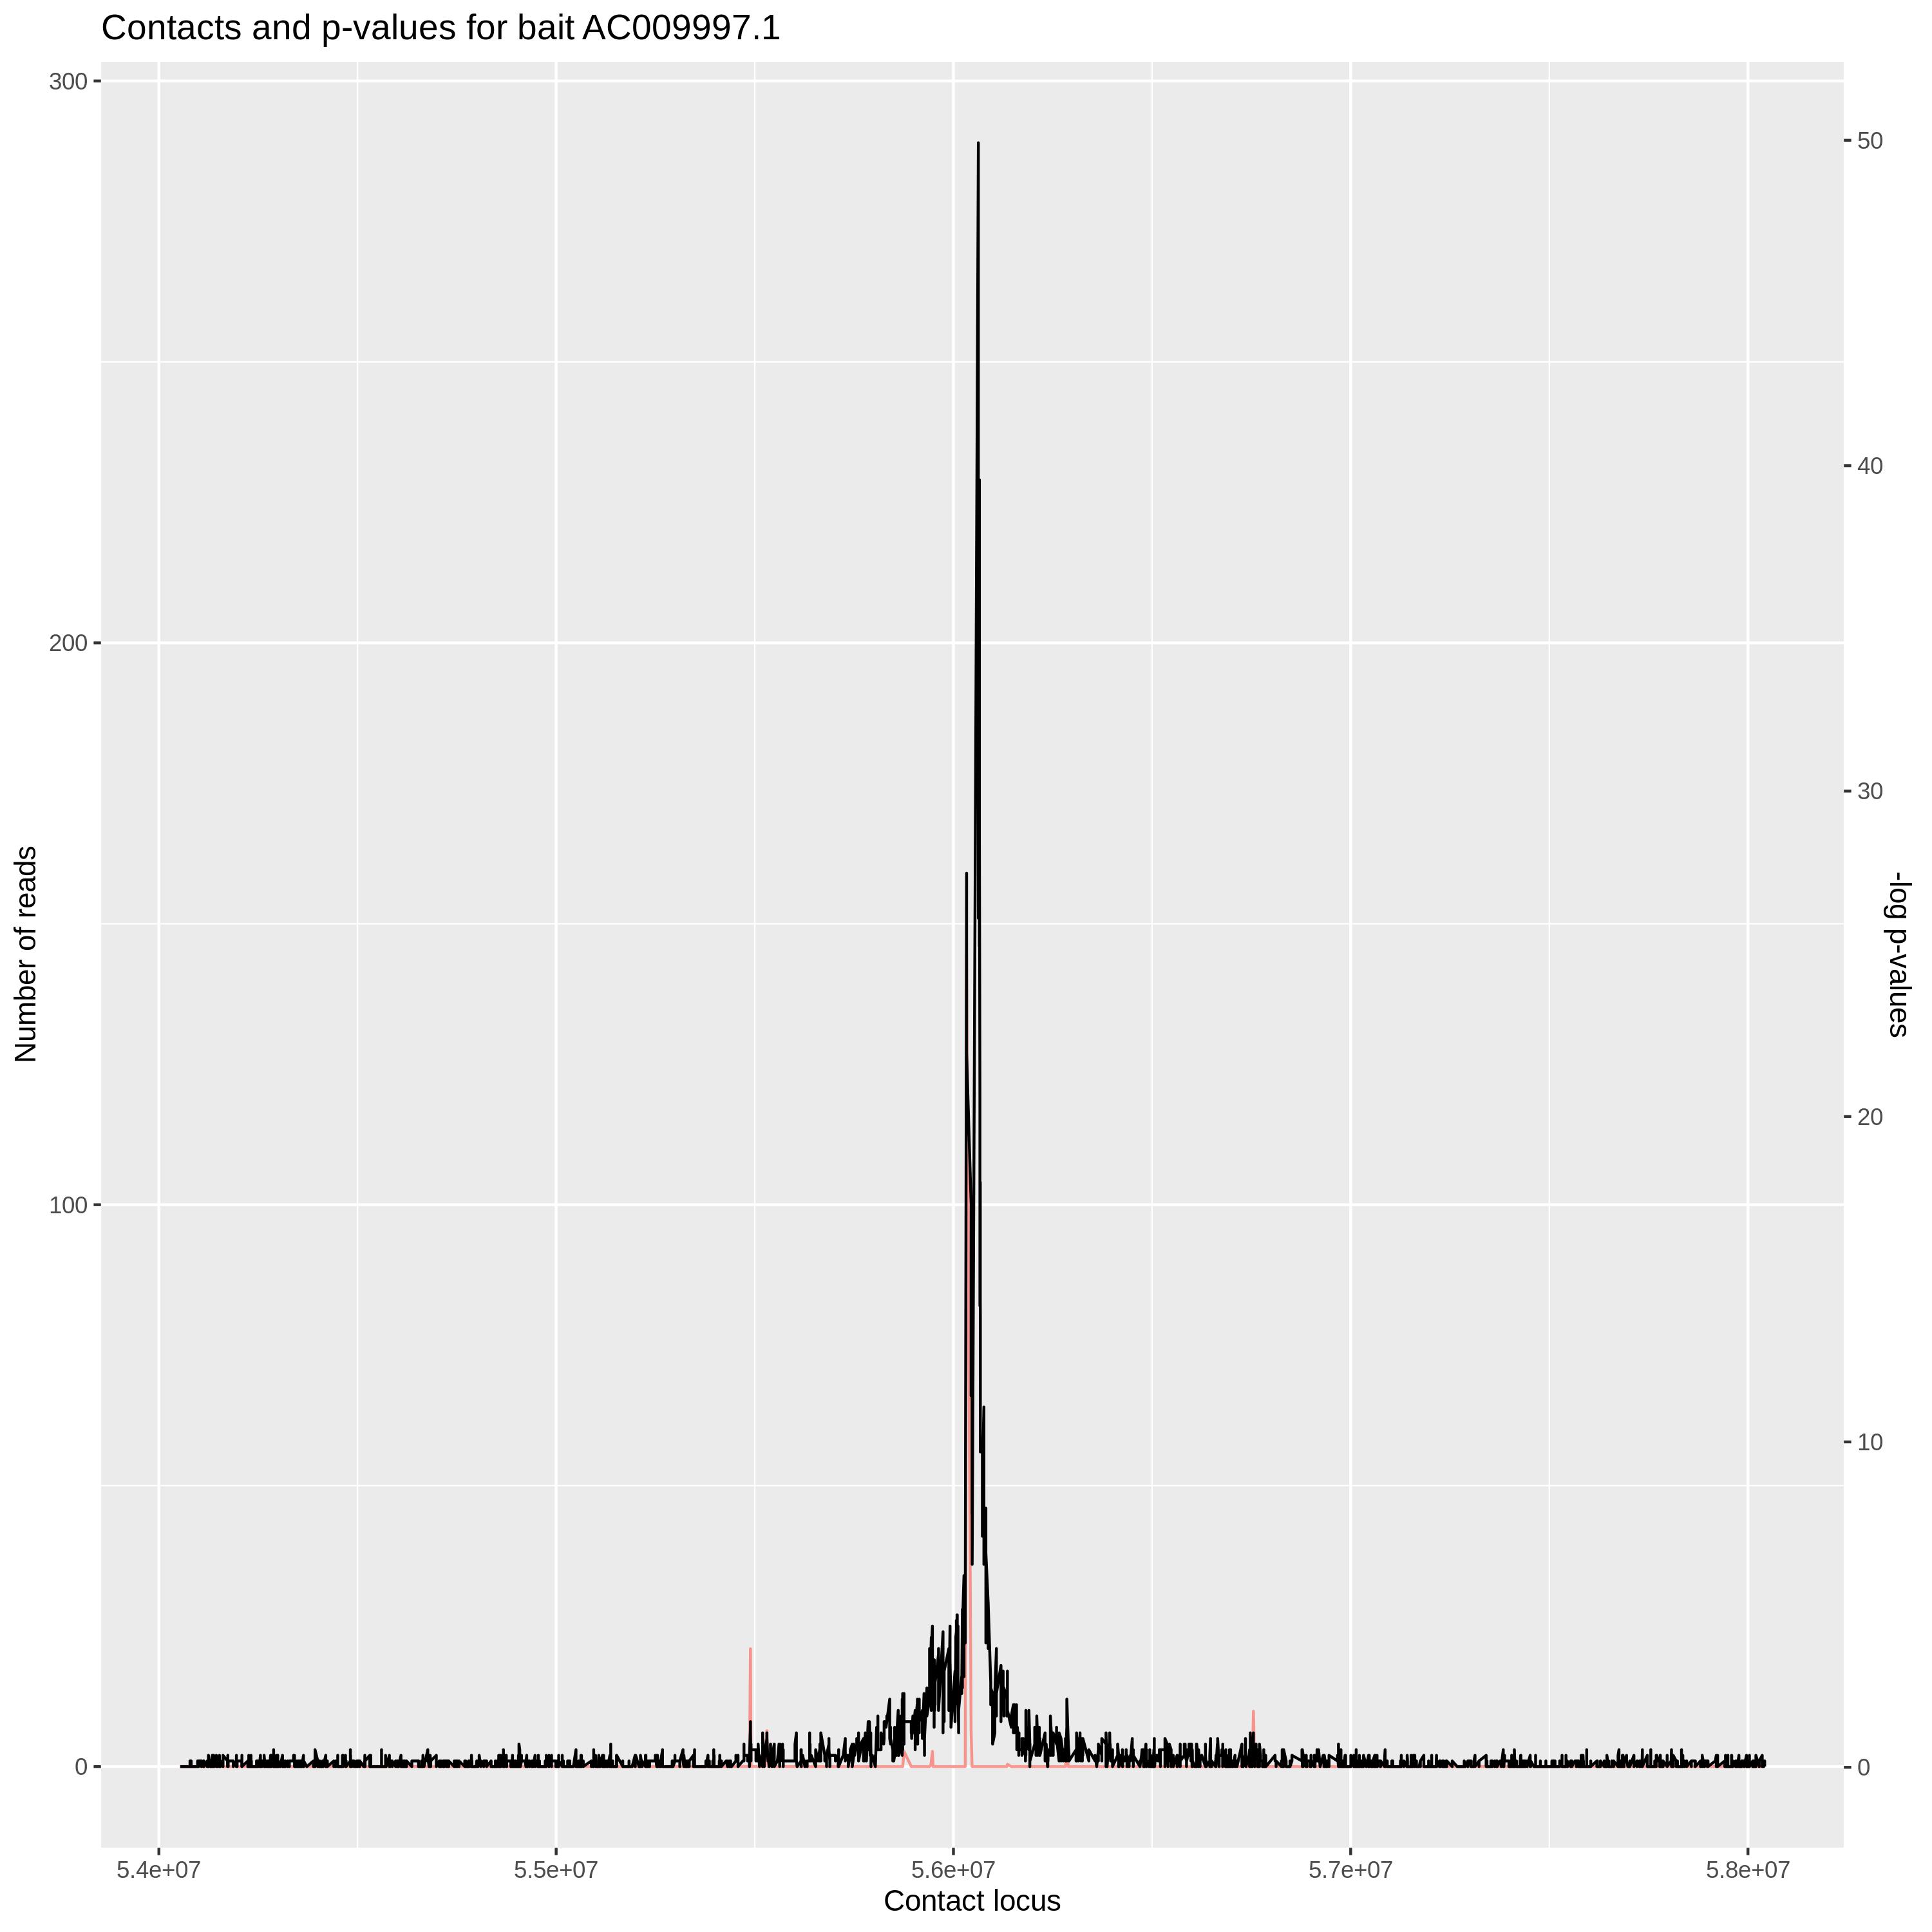 Contacts and p-values for bait AC009997.1
300
200
100
0
Number of reads
50
40
30
20
10
0
-log p-values
5.4e+07 5.5e+07 5.6e+07 5.7e+07 5.8e+07
Contact locus